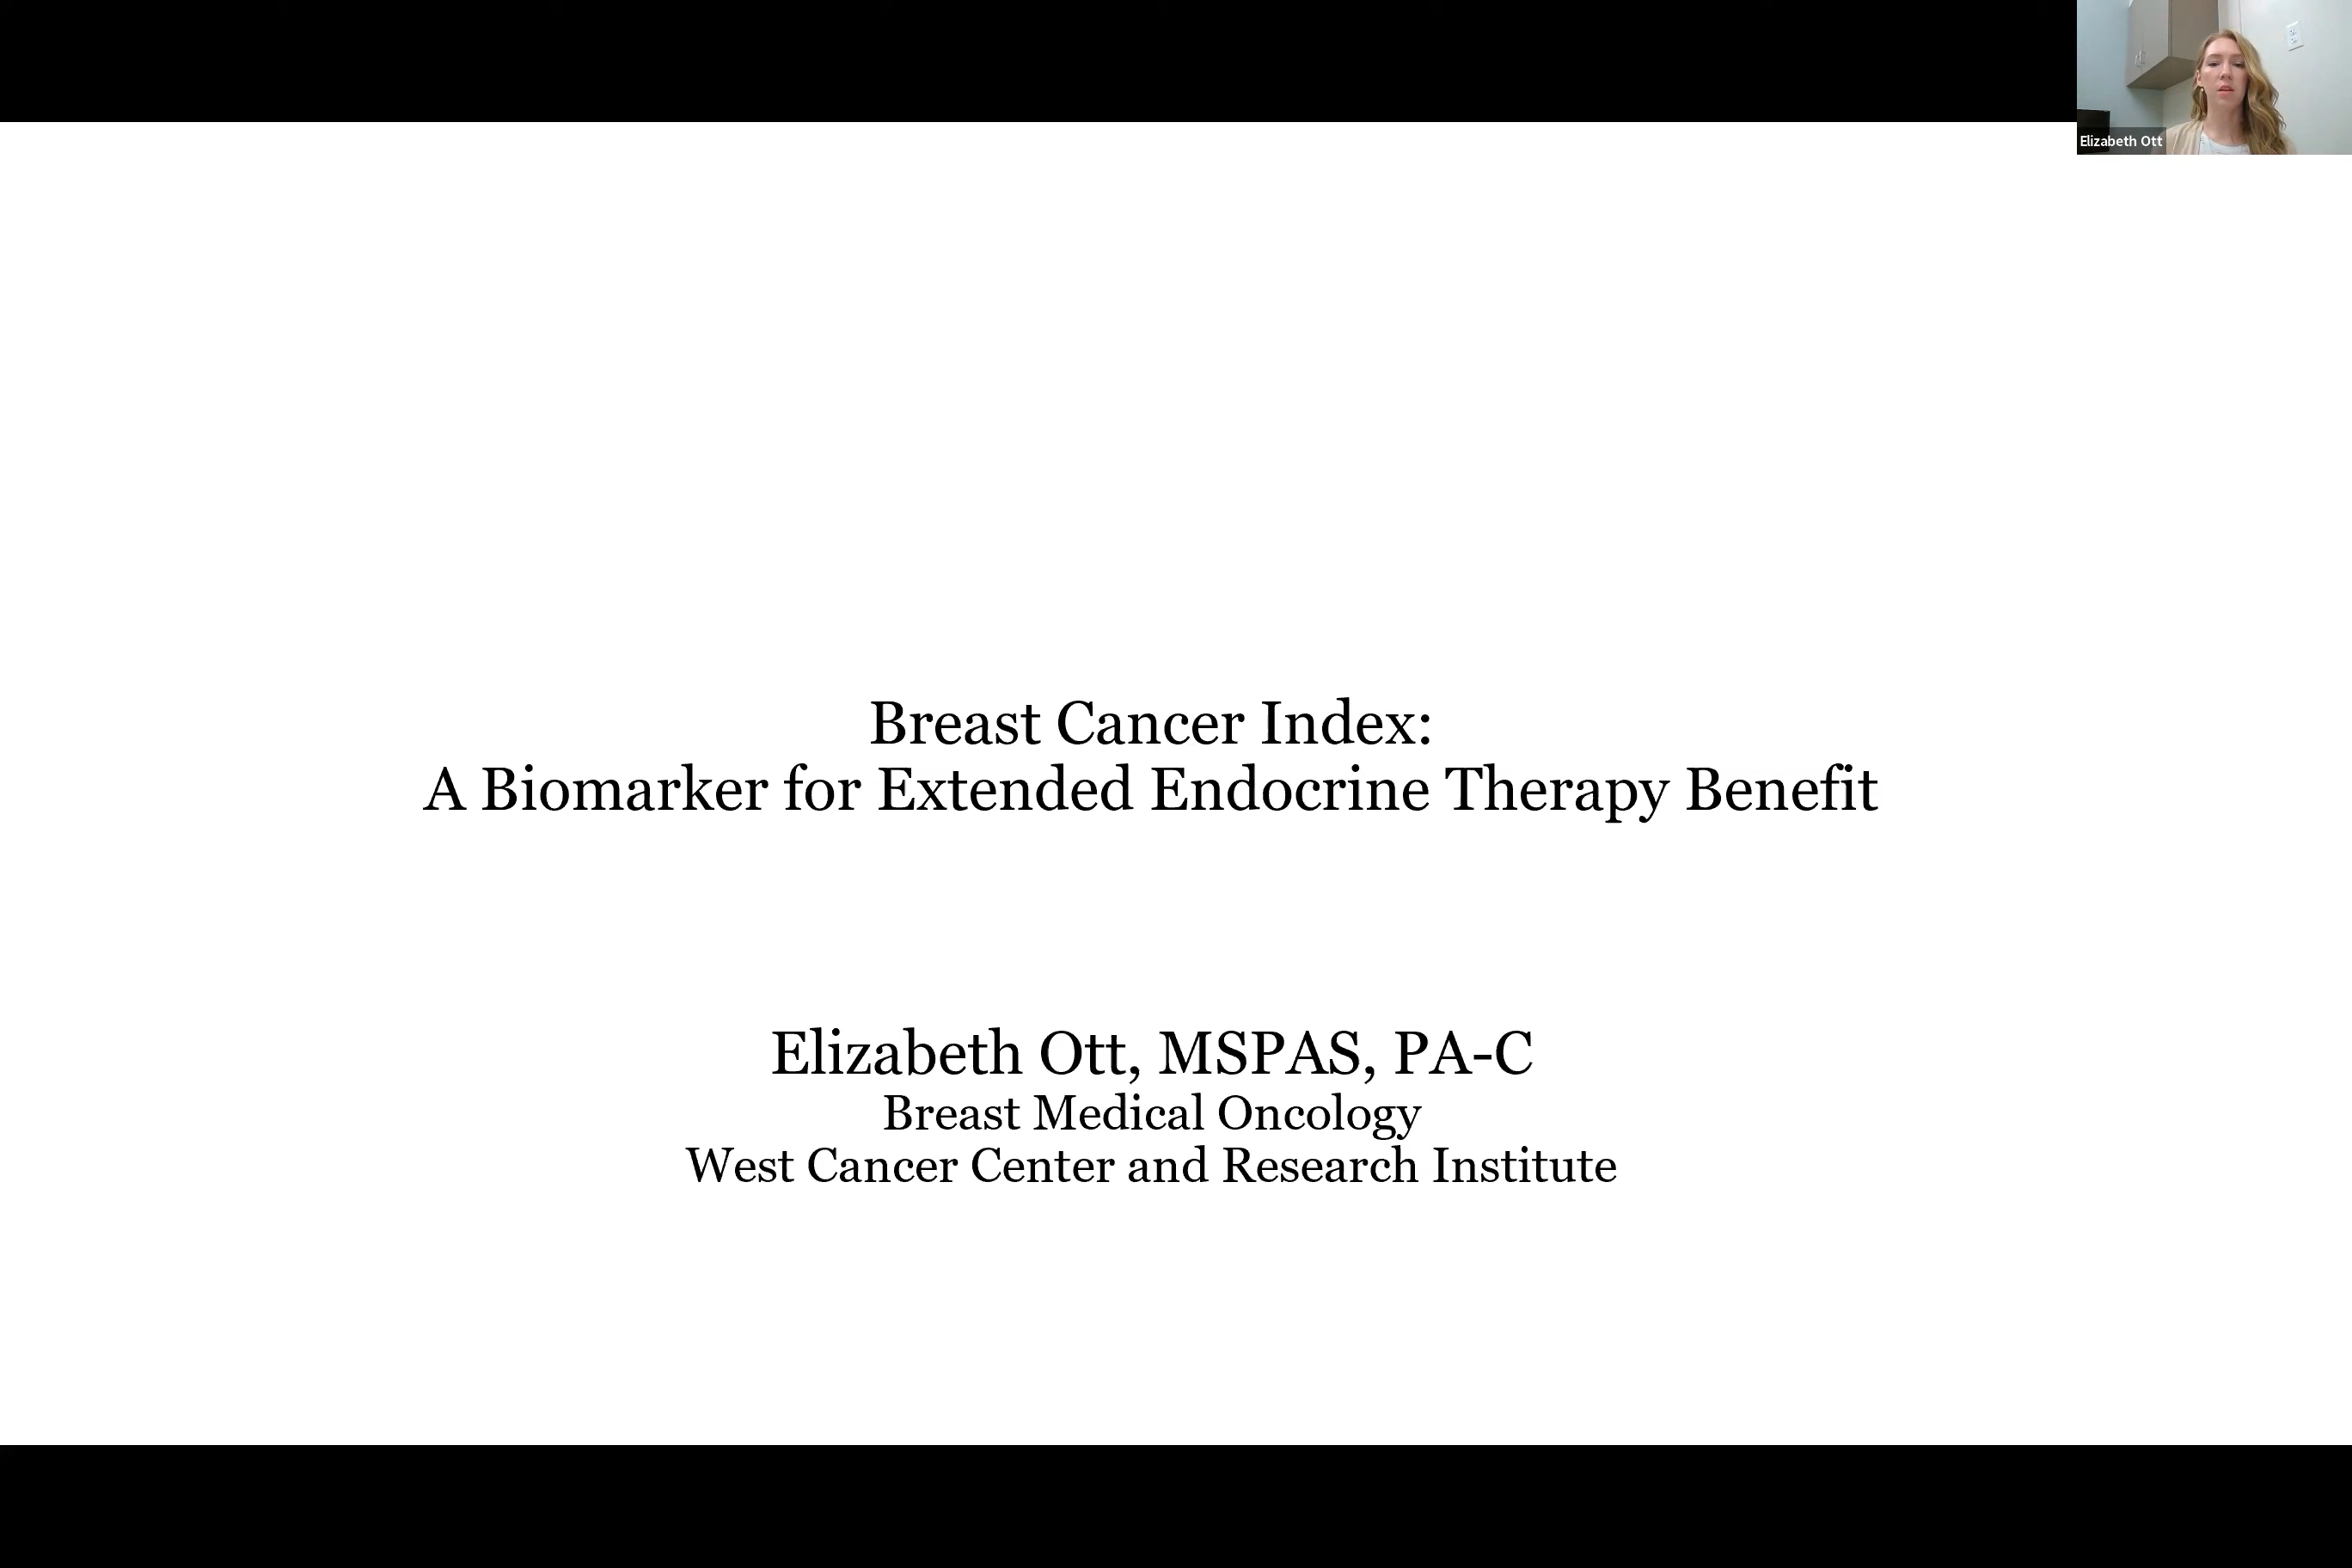 Elizabeth Ott
Breast Cancer Index:
A Biomarker for Extended Endocrine Therapy Benefit
Elizabeth Ott, MSPAS, PA-C
Breast Medical Oncology
West Cancer Center and Research Institute